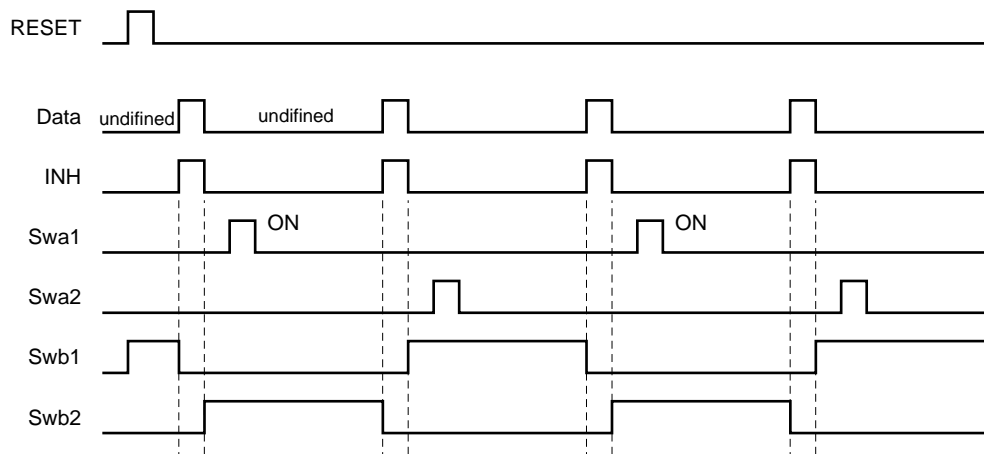 RESET
Data undifined undifined
INH
Swa1 ON ON
Swa2
Swb1
Swb2